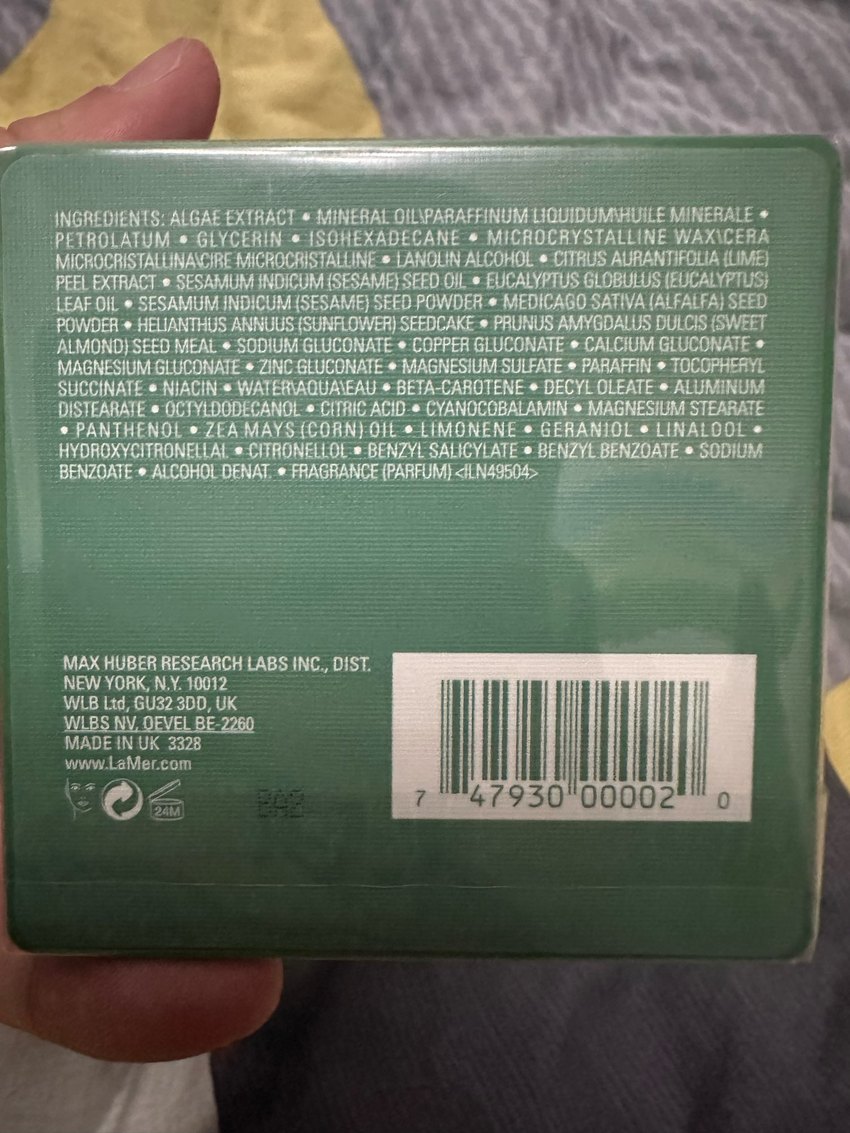 INGREDIENTS: ALGAE EXTRACT • MINERAL OIL\PARAFFINUM LIQUIDUM\HUILE MINERALE •
PETROLATUM • GLYCERIN • ISOHEXADECANE • MICROCRYSTALLINE WAX\CERA
MICROCRISTALLINA\CIRE MICROCRISTALLINE • LANOLIN ALCOHOL • CITRUS AURANTIFOLIA (LIME)
PEEL EXTRACT • SESAMUM INDICUM (SESAME) SEED OIL • EUCALYPTUS GLOBULUS (EUCALYPTUS)
LEAF OIL • SESAMUM INDICUM (SESAME) SEED POWDER • MEDICAGO SATIVA (ALFALFA) SEED
POWDER • HELIANTHUS ANNUUS (SUNFLOWER) SEEDCAKE • PRUNUS AMYGDALUS DULCIS (SWEET
ALMOND) SEED MEAL • SODIUM GLUCONATE • COPPER GLUCONATE • CALCIUM GLUCONATE •
MAGNESIUM GLUCONATE • ZINC GLUCONATE • MAGNESIUM SULFATE • PARAFFIN • TOCOPHERYL
SUCCINATE • NIACIN • WATER\AQUA\EAU • BETA-CAROTENE • DECYL OLEATE • ALUMINUM
DISTEARATE • OCTYLDODECANOL • CITRIC ACID • CYANOCOBALAMIN • MAGNESIUM STEARATE
• PANTHENOL • ZEA MAYS (CORN) OIL • LIMONENE • GERANIOL • LINALOOL •
HYDROXYCITRONELLAL • CITRONELLOL • BENZYL SALICYLATE • BENZYL BENZOATE • SODIUM
BENZOATE • ALCOHOL DENAT. • FRAGRANCE (PARFUM) <ILN49504>
MAX HUBER RESEARCH LABS INC., DIST.
NEW YORK, N.Y. 10012
WLB Ltd, GU32 3DD, UK
WLBS NV, OEVEL BE-2260
MADE IN UK 3328
www.LaMer.com
24M
7 47930 00002 0